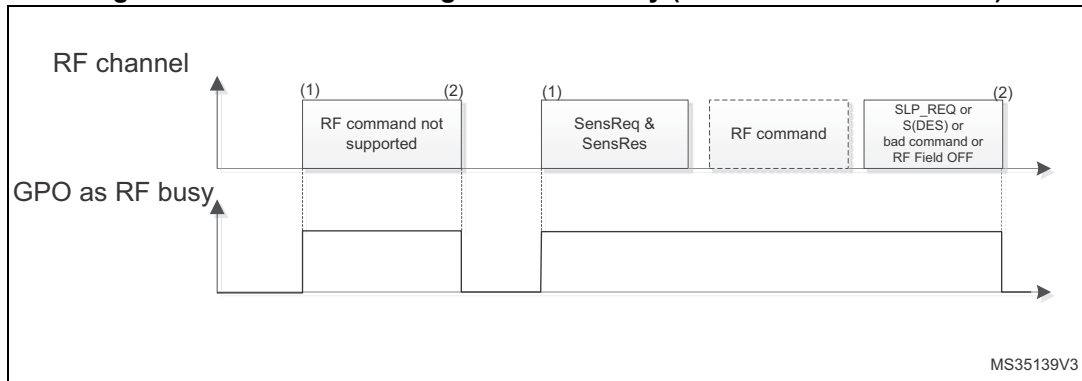 RF channel
(1)
(2)
(1)
(2)
RF command not
supported
SensReq &
SensRes
RF command
SLP_REQ or
S(DES) or
bad command or
RF Field OFF
GPO as RF busy
MS35139V3